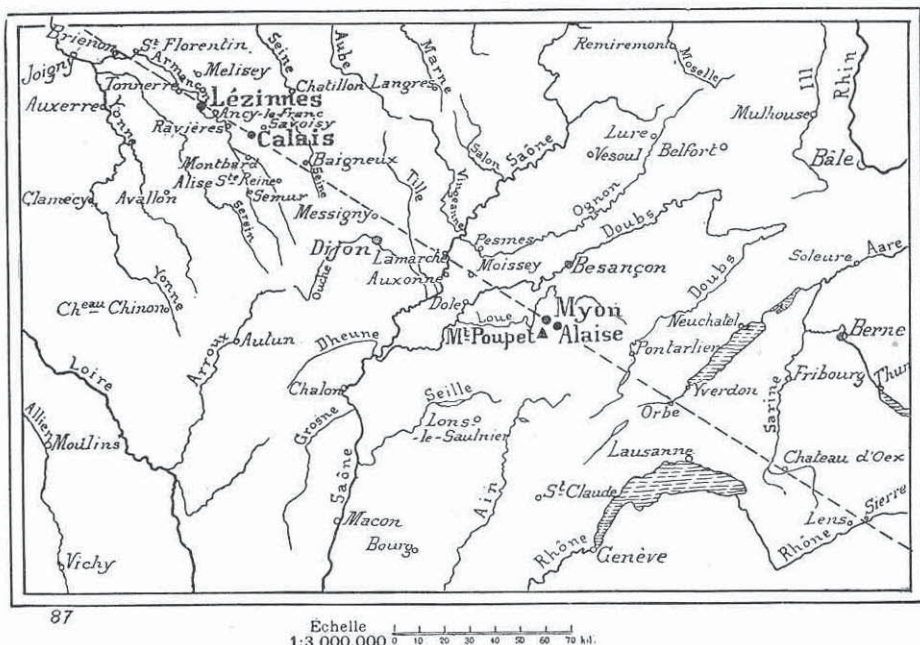 Brienon
St Florentin
Joigny
Armançon
Melisey
Tonnerre
Lézinnes
Ancy-le-Franc
Auxerre
Yonne
Ravières
Savoisy
Calais
Seine
Chatillon
Aube
Langres
Marne
Remiremont
Moselle
Ill
Rhin
Mulhouse
Lure
Vesoul
Belfort
Bâle
Salon
Saône
Montbard
Baigneux
Seine
Alise Ste Reine
Semur
Serein
Clamecy
Avallon
Tille
Vingeanne
Ognon
Doubs
Messigny
Dijon
Lamarche
Pesmes
Auxonne
Moissey
Besançon
Doubs
Soleure
Aare
Ouche
Yonne
Cheau Chinon
Dole
Loue
Myon
Mt Poupet
Alaise
Neuchatel
Berne
Pontarlier
Arroux
Autun
Dheune
Loire
Chalon
Seille
Yverdon
Fribourg
Thun
Orbe
Sarine
Allier
Moulins
Grosne
Lons
-le-Saulnier
Lausanne
Chateau d'Oex
Saône
Ain
St Claude
Macon
Bourg
Lens
Sierre
Rhône
Rhône
Genève
Vichy
87
Échelle
1:3 000 000 0 10 20 30 40 50 60 70 kil.